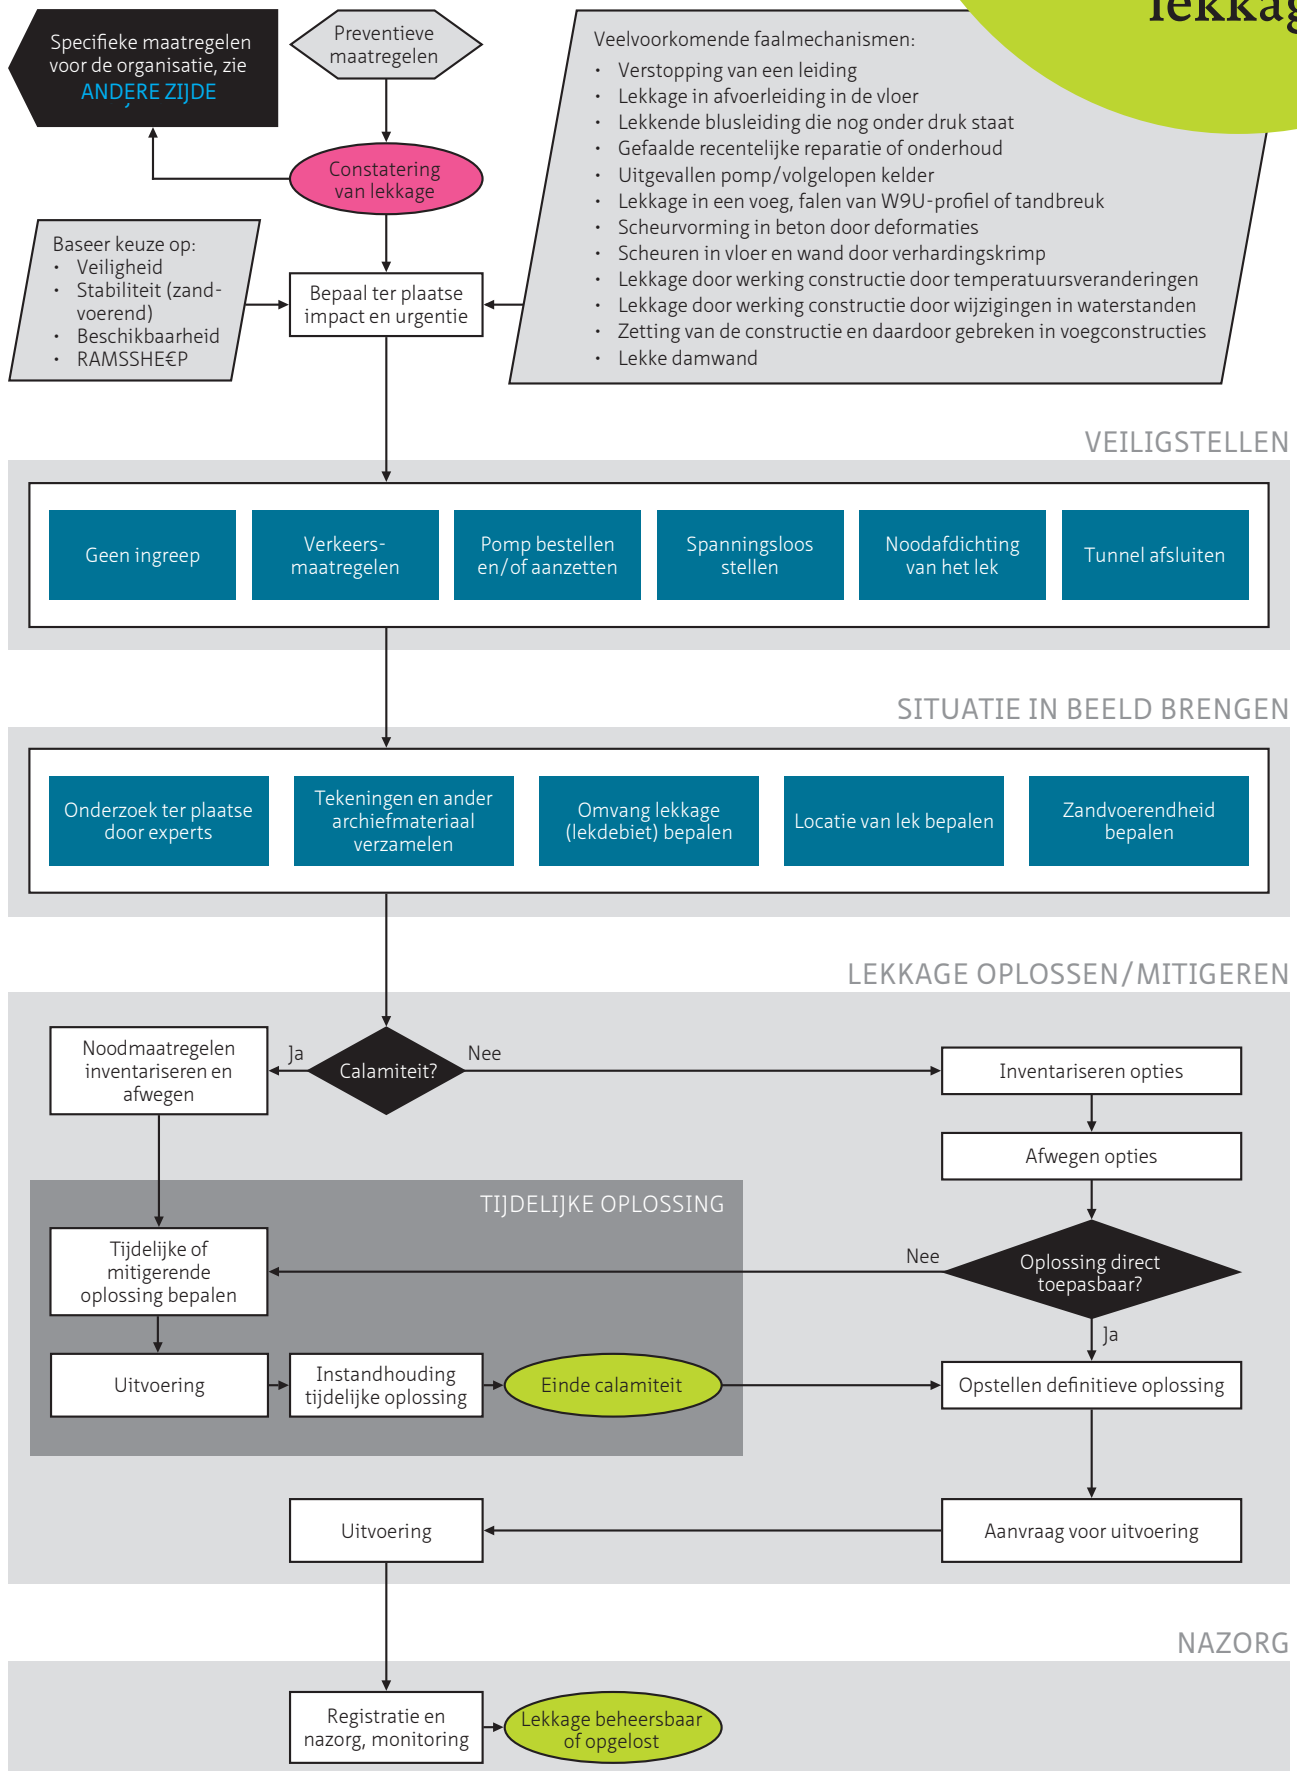 lekkag
Specifieke maatregelen
voor de organisatie, zie
ANDERE ZIJDE
Preventieve
maatregelen
Veelvoorkomende faalmechanismen:
• Verstopping van een leiding
• Lekkage in afvoerleiding in de vloer
• Lekkende blusleiding die nog onder druk staat
• Gefaalde recentelijke reparatie of onderhoud
• Uitgevallen pomp/volgelopen kelder
• Lekkage in een voeg, falen van W9U-profiel of tandbreuk
• Scheurvorming in beton door deformaties
• Scheuren in vloer en wand door verhardingskrimp
• Lekkage door werking constructie door temperatuursveranderingen
• Lekkage door werking constructie door wijzigingen in waterstanden
• Zetting van de constructie en daardoor gebreken in voegconstructies
• Lekke damwand
Constatering
van lekkage
Baseer keuze op:
• Veiligheid
• Stabiliteit (zand-
voerend)
• Beschikbaarheid
• RAMSSHE€P
Bepaal ter plaatse
impact en urgentie
VEILIGSTELLEN
Geen ingreep
Verkeers-
maatregelen
Pomp bestellen
en/of aanzetten
Spanningsloos
stellen
Noodafdichting
van het lek
Tunnel afsluiten
SITUATIE IN BEELD BRENGEN
Onderzoek ter plaatse
door experts
Tekeningen en ander
archiefmateriaal
verzamelen
Omvang lekkage
(lekdebiet) bepalen
Locatie van lek bepalen
Zandvoerendheid
bepalen
LEKKAGE OPLOSSEN/MITIGEREN
Noodmaatregelen
inventariseren en
afwegen
Ja
Calamiteit?
Nee
Inventariseren opties
Afwegen opties
TIJDELIJKE OPLOSSING
Tijdelijke of
mitigerende
oplossing bepalen
Nee
Oplossing direct
toepasbaar?
Ja
Uitvoering
Instandhouding
tijdelijke oplossing
Einde calamiteit
Opstellen definitieve oplossing
Uitvoering
Aanvraag voor uitvoering
NAZORG
Registratie en
nazorg, monitoring
Lekkage beheersbaar
of opgelost